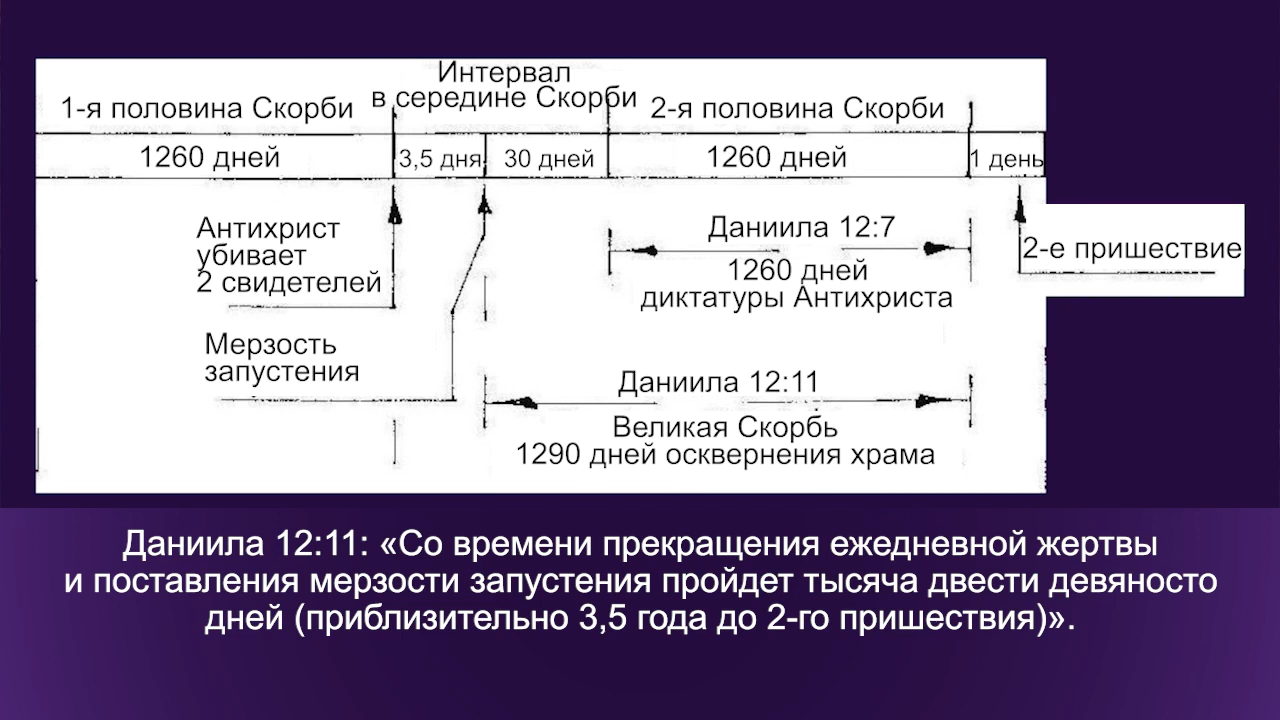 Интервал
в середине Скорби
1-я половина Скорби
2-я половина Скорби
1260 дней
3,5 дня
30 дней
1260 дней
1 день
Антихрист
убивает
2 свидетелей
Даниила 12:7
1260 дней
диктатуры Антихриста
2-е пришествие
Мерзость
запустения
Даниила 12:11
Великая Скорбь
1290 дней осквернения храма
Даниила 12:11: «Со времени прекращения ежедневной жертвы
и поставления мерзости запустения пройдет тысяча двести девяносто
дней (приблизительно 3,5 года до 2-го пришествия)».